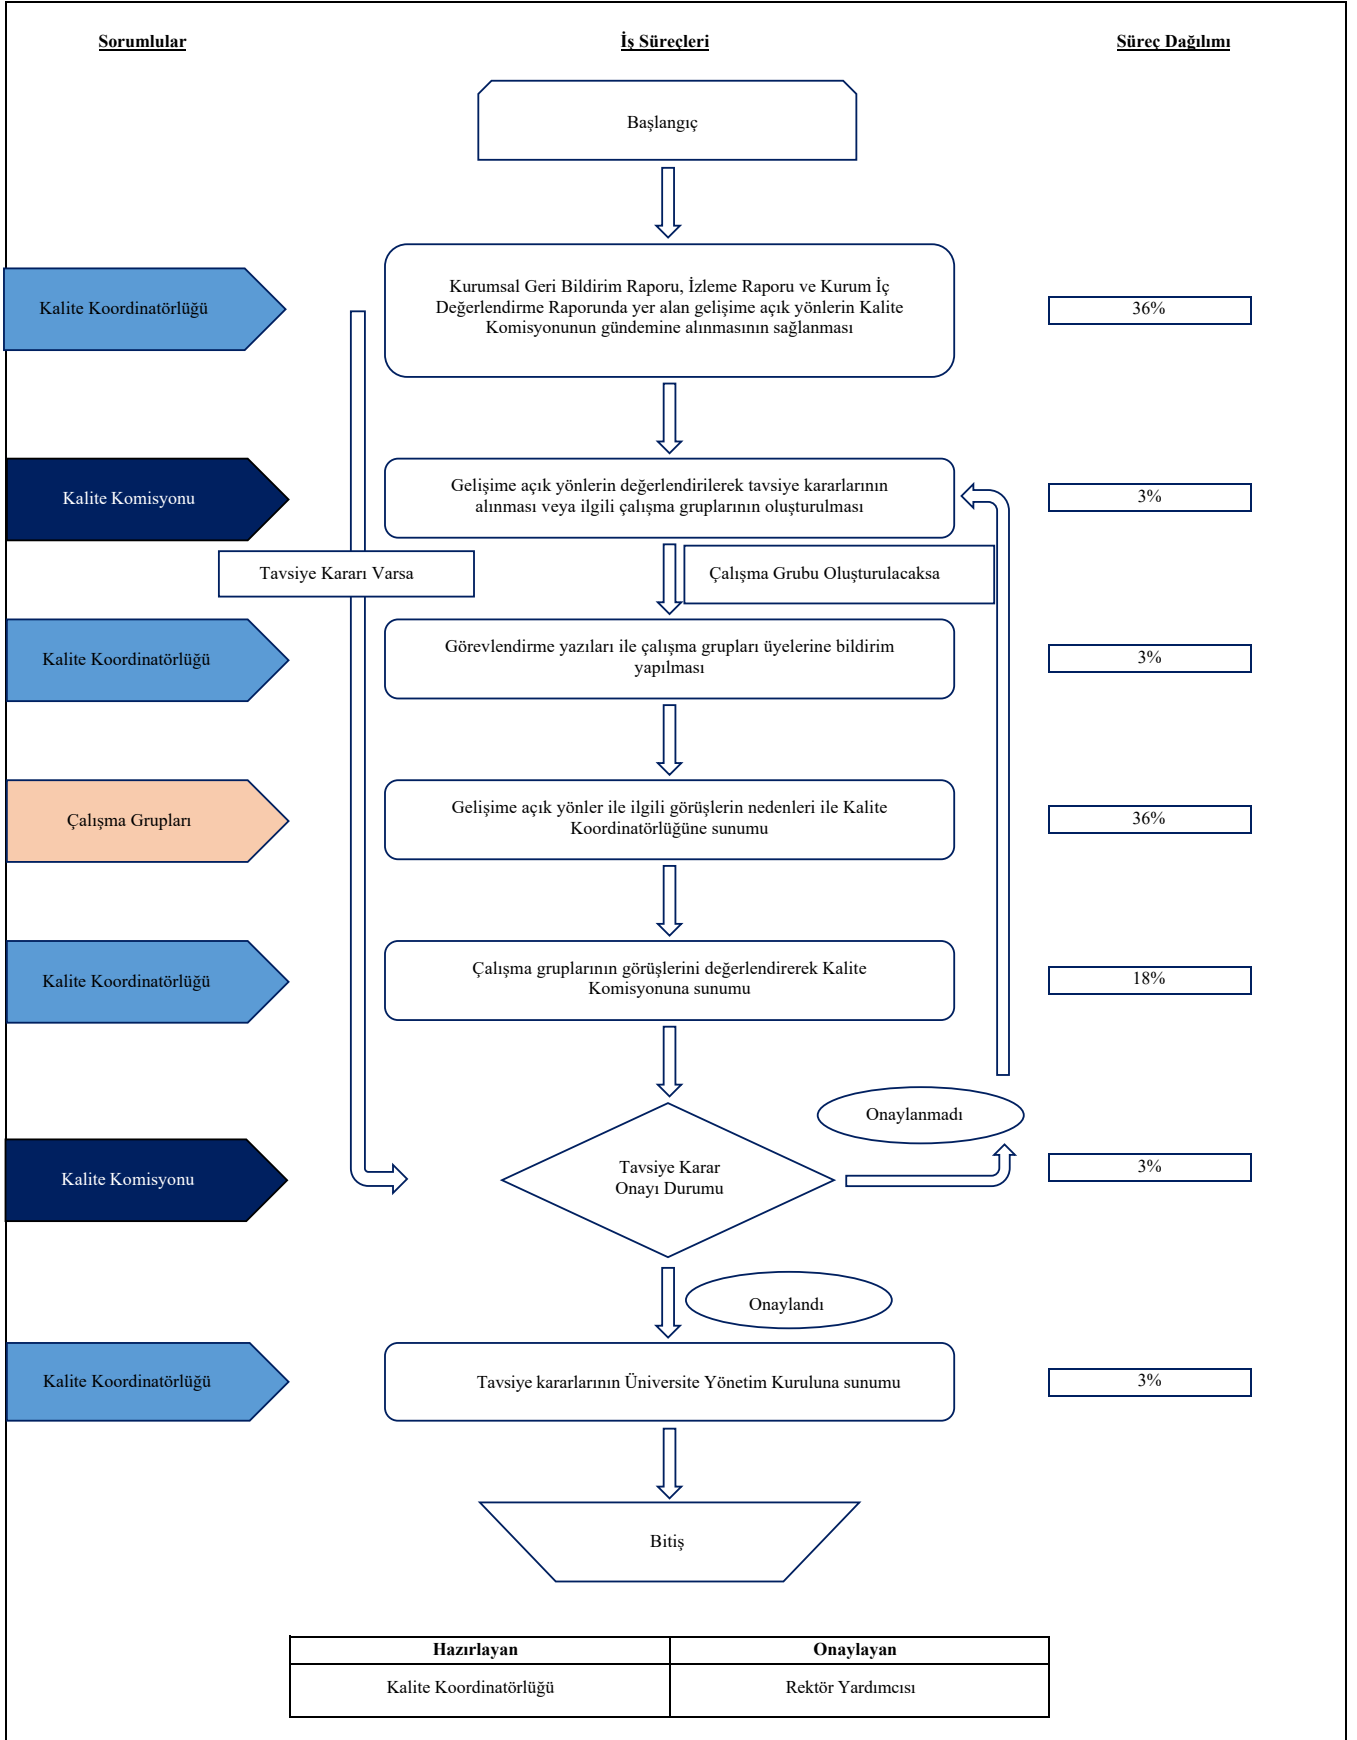 Sorumlular
İş Süreçleri
Süreç Dağılımı
Başlangıç
Kalite Koordinatörlüğü
Kurumsal Geri Bildirim Raporu, İzleme Raporu ve Kurum İç
Değerlendirme Raporunda yer alan gelişime açık yönlerin Kalite
Komisyonunun gündemine alınmasının sağlanması
36%
Kalite Komisyonu
Gelişime açık yönlerin değerlendirilerek tavsiye kararlarının
alınması veya ilgili çalışma gruplarının oluşturulması
3%
Tavsiye Kararı Varsa
Çalışma Grubu Oluşturulacaksa
Kalite Koordinatörlüğü
Görevlendirme yazıları ile çalışma grupları üyelerine bildirim
yapılması
3%
Çalışma Grupları
Gelişime açık yönler ile ilgili görüşlerin nedenleri ile Kalite
Koordinatörlüğüne sunumu
36%
Kalite Koordinatörlüğü
Çalışma gruplarının görüşlerini değerlendirerek Kalite
Komisyonuna sunumu
18%
Onaylanmadı
Kalite Komisyonu
Tavsiye Karar
Onayı Durumu
3%
Onaylandı
Kalite Koordinatörlüğü
Tavsiye kararlarının Üniversite Yönetim Kuruluna sunumu
3%
Bitiş
Hazırlayan
Onaylayan
Kalite Koordinatörlüğü
Rektör Yardımcısı